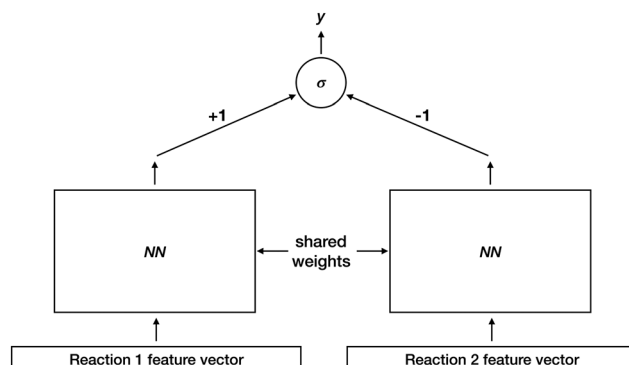 y
σ
+1
-1
NN
shared
weights
NN
Reaction 1 feature vector
Reaction 2 feature vector